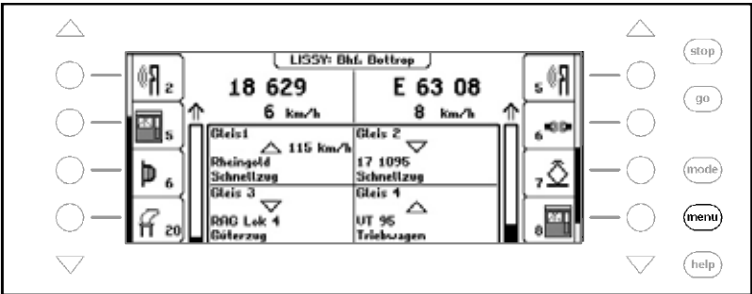 LISSY: Bhf. Bottrop
18 629
E 63 08
6 km/h
8 km/h
2
5
6
20
5
6
7
8
Gleis1
115 km/h
Rheingold
Schnellzug
Gleis 2
17 1095
Schnellzug
Gleis 3
RAG Lok 4
Güterzug
Gleis 4
VT 95
Triebwagen
stop
go
mode
menu
help